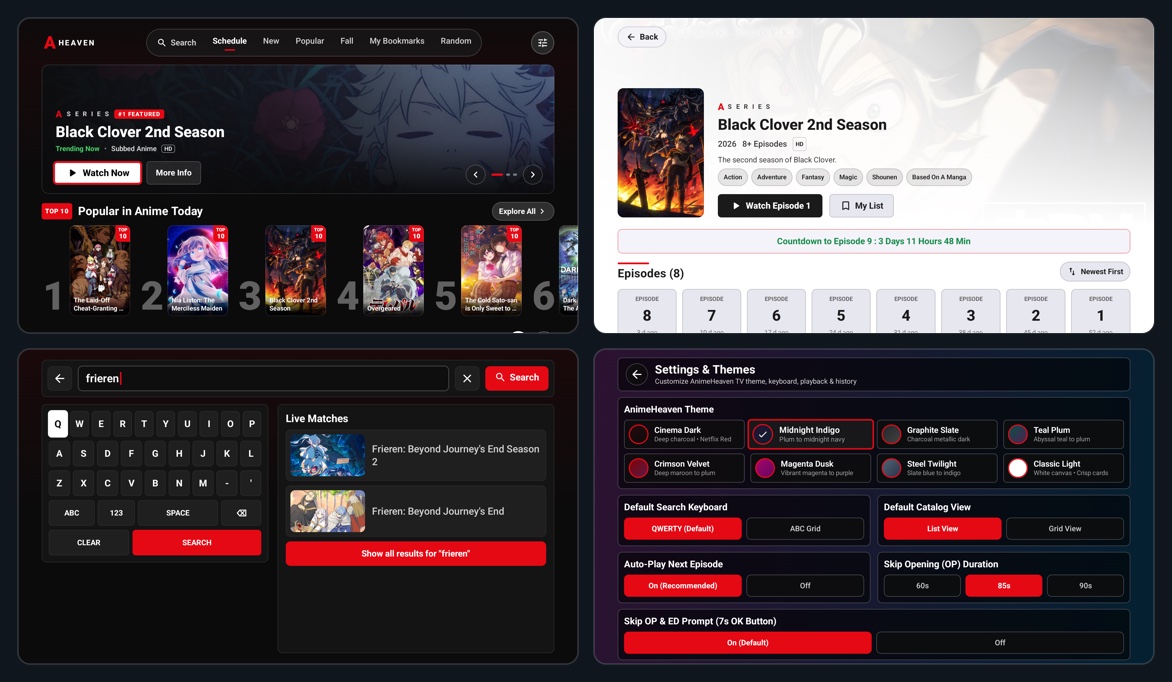 A HEAVEN
Search
Schedule
New
Popular
Fall
My Bookmarks
Random
A SERIES
#1 FEATURED
Black Clover 2nd Season
Trending Now · Subbed Anime HD
Watch Now
More Info
TOP 10
Popular in Anime Today
Explore All
TOP 10
TOP 10
TOP 10
TOP 10
TOP 10
1
The Laid-Off
Cheat-Granting ...
2
Nia Liston: The
Merciless Maiden
3
Black Clover 2nd
Season
4
Overgeared
5
The Cold Sato-san
is Only Sweet to ...
6
Back
A SERIES
Black Clover 2nd Season
2026 8+ Episodes HD
The second season of Black Clover.
Action
Adventure
Fantasy
Magic
Shounen
Based On A Manga
Watch Episode 1
My List
Countdown to Episode 9 : 3 Days 11 Hours 48 Min
Episodes (8)
Newest First
EPISODE
8
EPISODE
7
EPISODE
6
EPISODE
5
EPISODE
4
EPISODE
3
EPISODE
2
EPISODE
1
frieren
Search
Q W E R T Y U I O P
A S D F G H J K L
Z X C V B N M - '
ABC 123 SPACE
CLEAR SEARCH
Live Matches
Frieren: Beyond Journey's End Season
2
Frieren: Beyond Journey's End
Show all results for "frieren"
Settings & Themes
Customize AnimeHeaven TV theme, keyboard, playback & history
AnimeHeaven Theme
Cinema Dark
Deep charcoal • Netflix Red
Midnight Indigo
Plum to midnight navy
Graphite Slate
Charcoal metallic dark
Teal Plum
Abyssal teal to plum
Crimson Velvet
Deep maroon to plum
Magenta Dusk
Vibrant magenta to purple
Steel Twilight
Slate blue to indigo
Classic Light
White canvas • Crisp cards
Default Search Keyboard
QWERTY (Default)
ABC Grid
Default Catalog View
List View
Grid View
Auto-Play Next Episode
On (Recommended)
Off
Skip Opening (OP) Duration
60s
85s
90s
Skip OP & ED Prompt (7s OK Button)
On (Default)
Off